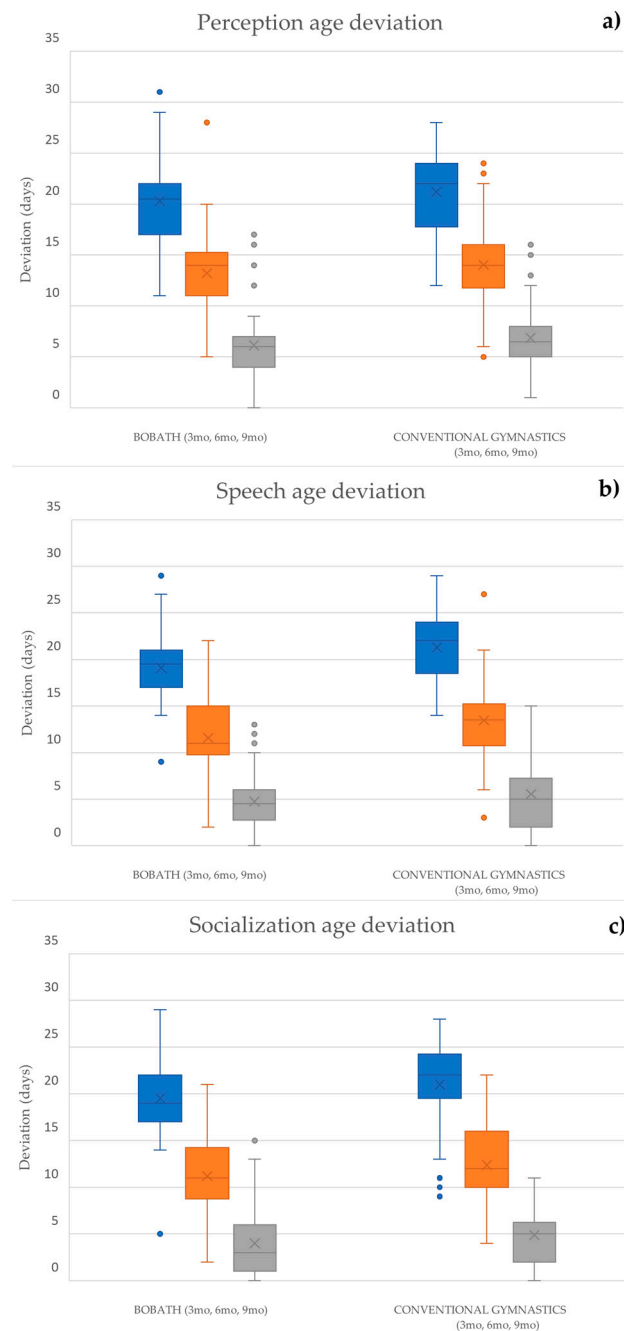 Perception age deviation
a)
35
30
25
20
15
10
5
0
Deviation (days)
BOBATH (3mo, 6mo, 9mo)
CONVENTIONAL GYMNASTICS
(3mo, 6mo, 9mo)
Speech age deviation
b)
35
30
25
20
15
10
5
0
Deviation (days)
BOBATH (3mo, 6mo, 9mo)
CONVENTIONAL GYMNASTICS
(3mo, 6mo, 9mo)
Socialization age deviation
c)
35
30
25
20
15
10
5
0
Deviation (days)
BOBATH (3mo, 6mo, 9mo)
CONVENTIONAL GYMNASTICS
(3mo, 6mo, 9mo)